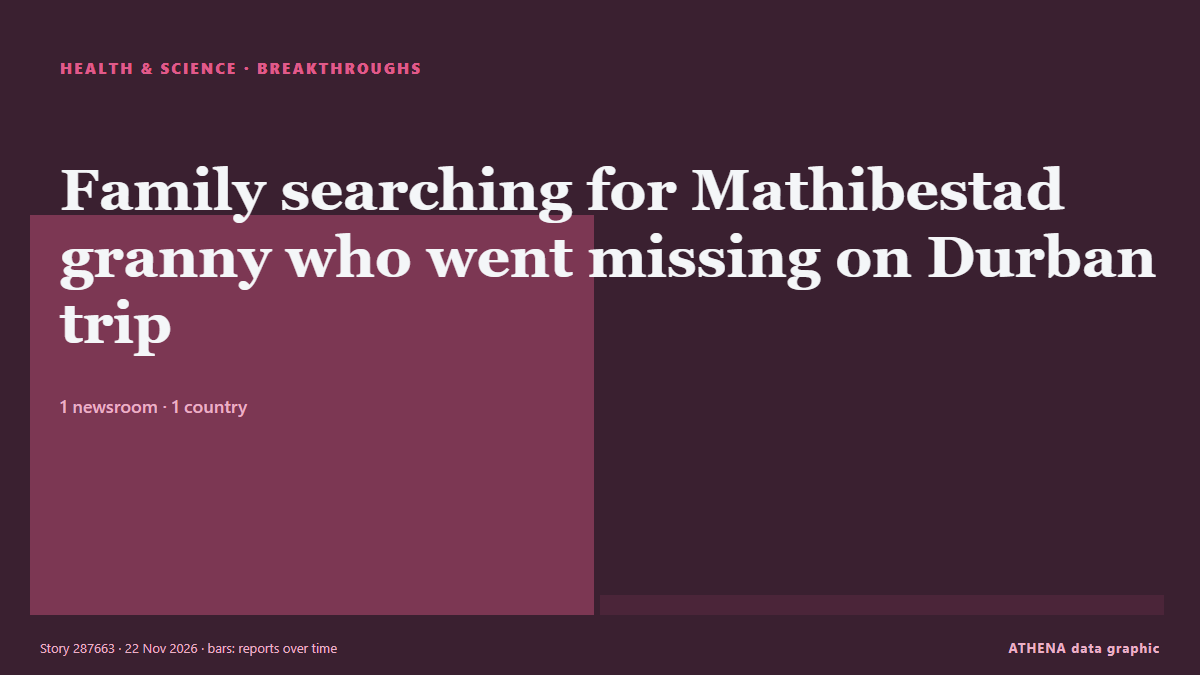 HEALTH & SCIENCE · BREAKTHROUGHS
Family searching for Mathibestad
granny who went missing on Durban
trip
1 newsroom · 1 country
Story 287663 · 22 Nov 2026 · bars: reports over time
ATHENA data graphic